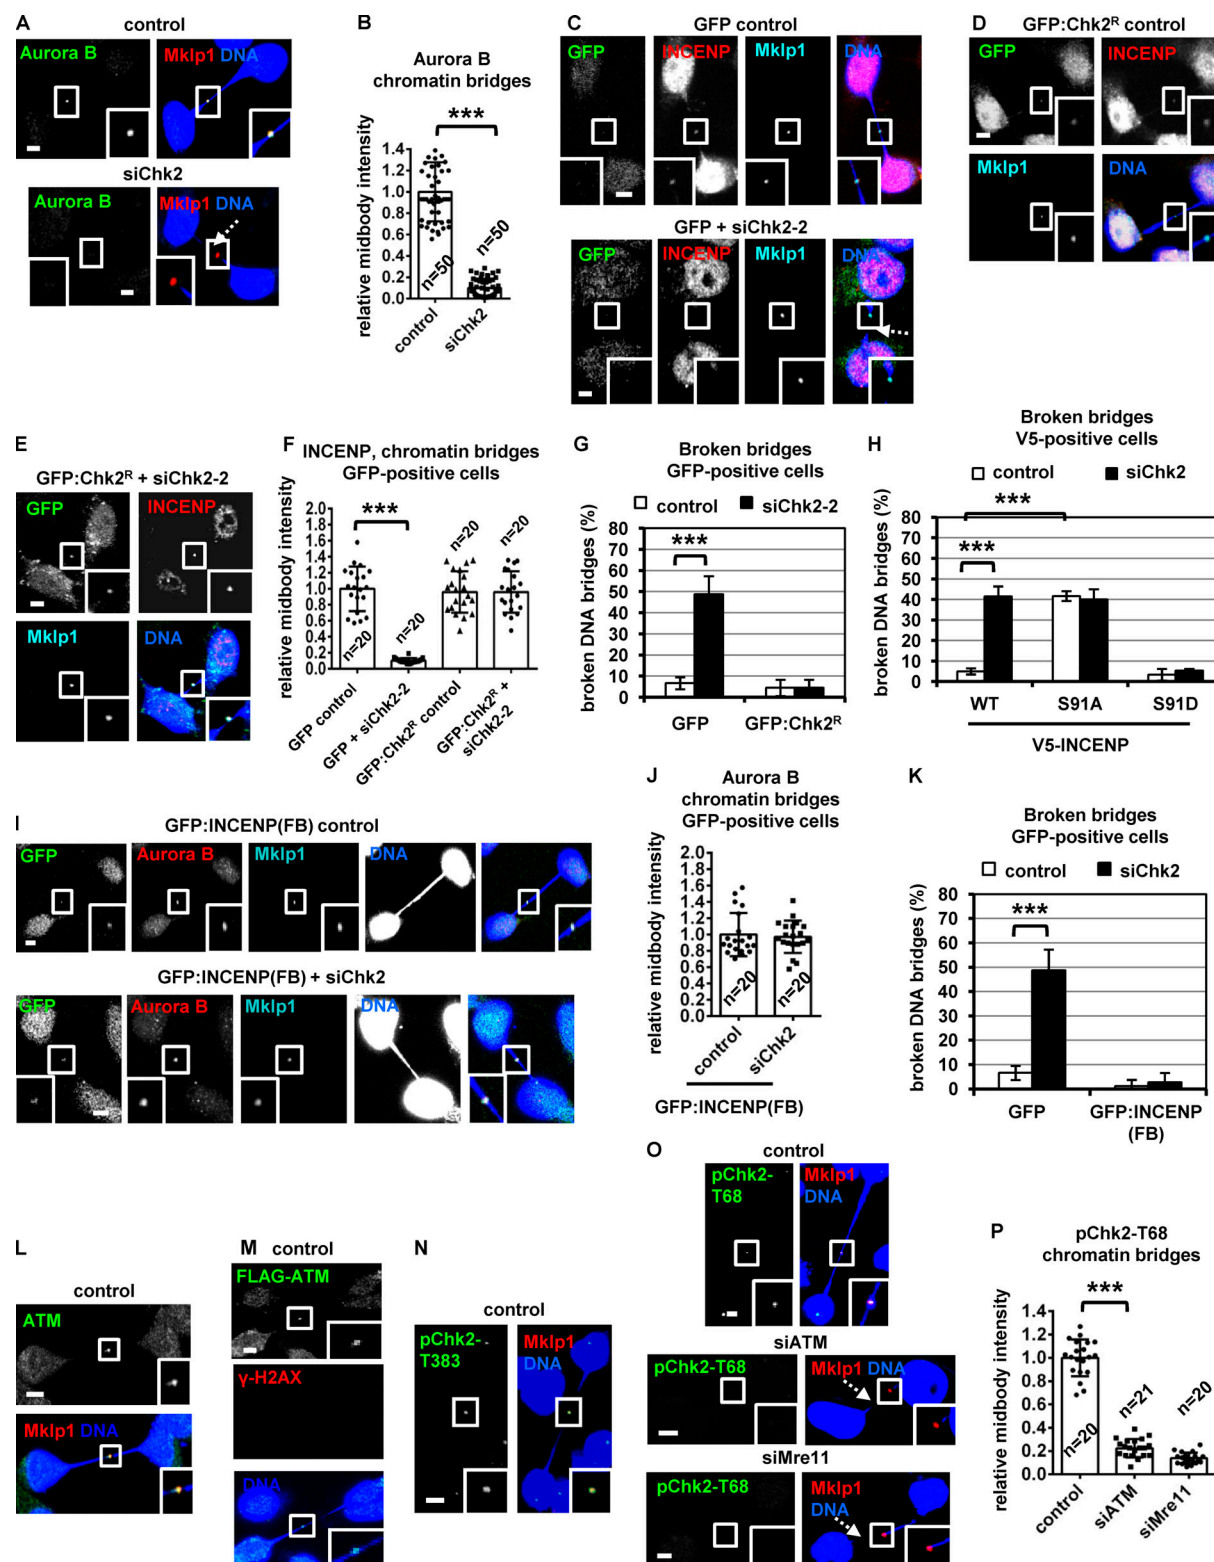 A
control
Aurora B
Mklp1 DNA
siChk2
Aurora B
Mklp1 DNA
B
Aurora B
chromatin bridges
***
relative midbody intensity
1.4
1.2
1.0
0.8
0.6
0.4
0.2
0.0
n=50
n=50
control
siChk2
C
GFP control
GFP
INCENP
Mklp1
DNA
GFP + siChk2-2
GFP
INCENP
Mklp1
DNA
D
GFP:Chk2ᴿ control
GFP
INCENP
Mklp1
DNA
E
GFP:Chk2ᴿ + siChk2-2
GFP
INCENP
Mklp1
DNA
F
INCENP, chromatin bridges
GFP-positive cells
***
relative midbody intensity
2.0
1.8
1.6
1.4
1.2
1.0
0.8
0.6
0.4
0.2
0.0
n=20
n=20
n=20
n=20
GFP control
GFP + siChk2-2
GFP:Chk2ᴿ control
GFP:Chk2ᴿ +
siChk2-2
G
Broken bridges
GFP-positive cells
control
siChk2-2
***
broken DNA bridges (%)
80
70
60
50
40
30
20
10
0
GFP
GFP:Chk2ᴿ
H
Broken bridges
V5-positive cells
control
siChk2
***
***
broken DNA bridges (%)
80
70
60
50
40
30
20
10
0
WT
S91A
S91D
V5-INCENP
I
GFP:INCENP(FB) control
GFP
Aurora B
Mklp1
DNA
GFP:INCENP(FB) + siChk2
GFP
Aurora B
Mklp1
DNA
J
Aurora B
chromatin bridges
GFP-positive cells
relative midbody intensity
2.0
1.8
1.6
1.4
1.2
1.0
0.8
0.6
0.4
0.2
0.0
n=20
n=20
control
siChk2
GFP:INCENP(FB)
K
Broken bridges
GFP-positive cells
control
siChk2
***
broken DNA bridges (%)
80
70
60
50
40
30
20
10
0
GFP
GFP:INCENP
(FB)
L
control
ATM
Mklp1 DNA
M
control
FLAG-ATM
γ-H2AX
DNA
N
control
pChk2-
T383
Mklp1
DNA
O
control
pChk2-
T68
Mklp1
DNA
siATM
pChk2-T68
Mklp1 DNA
siMre11
pChk2-T68
Mklp1
DNA
P
pChk2-T68
chromatin bridges
***
relative midbody intensity
1.4
1.2
1.0
0.8
0.6
0.4
0.2
0.0
n=20
n=21
n=20
control
siATM
siMre11